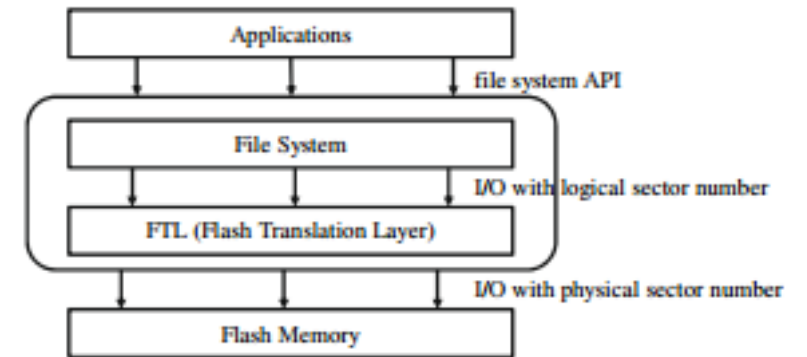 Applications
file system API
File System
I/O with logical sector number
FTL (Flash Translation Layer)
I/O with physical sector number
Flash Memory